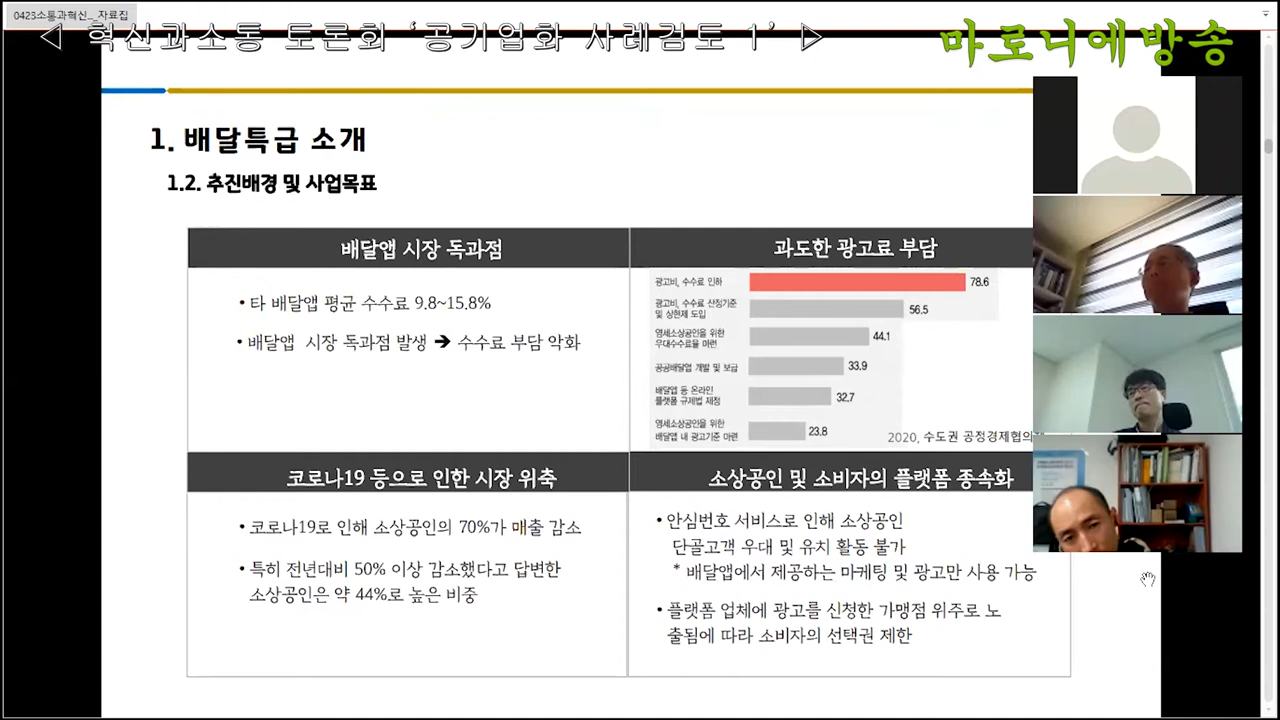 0423소통과혁신_자료집
◁ 혁신과소통 토론회 ‘공기업화 사례검토 1’ ▷
마로니에방송
1. 배달특급 소개
1.2. 추진배경 및 사업목표
배달앱 시장 독과점
• 타 배달앱 평균 수수료 9.8~15.8%
• 배달앱 시장 독과점 발생 ➔ 수수료 부담 악화
과도한 광고료 부담
광고비, 수수료 인하 78.6
광고비, 수수료 산정기준
및 상한제 도입 56.5
영세소상공인을 위한
우대수수료율 마련 44.1
공공배달앱 개발 및 보급 33.9
배달앱 등 온라인
플랫폼 규제법 제정 32.7
영세소상공인을 위한
배달앱 내 광고기준 마련 23.8
2020, 수도권 공정경제협의
코로나19 등으로 인한 시장 위축
• 코로나19로 인해 소상공인의 70%가 매출 감소
• 특히 전년대비 50% 이상 감소했다고 답변한
소상공인은 약 44%로 높은 비중
소상공인 및 소비자의 플랫폼 종속화
• 안심번호 서비스로 인해 소상공인
단골고객 우대 및 유치 활동 불가
* 배달앱에서 제공하는 마케팅 및 광고만 사용 가능
• 플랫폼 업체에 광고를 신청한 가맹점 위주로 노
출됨에 따라 소비자의 선택권 제한